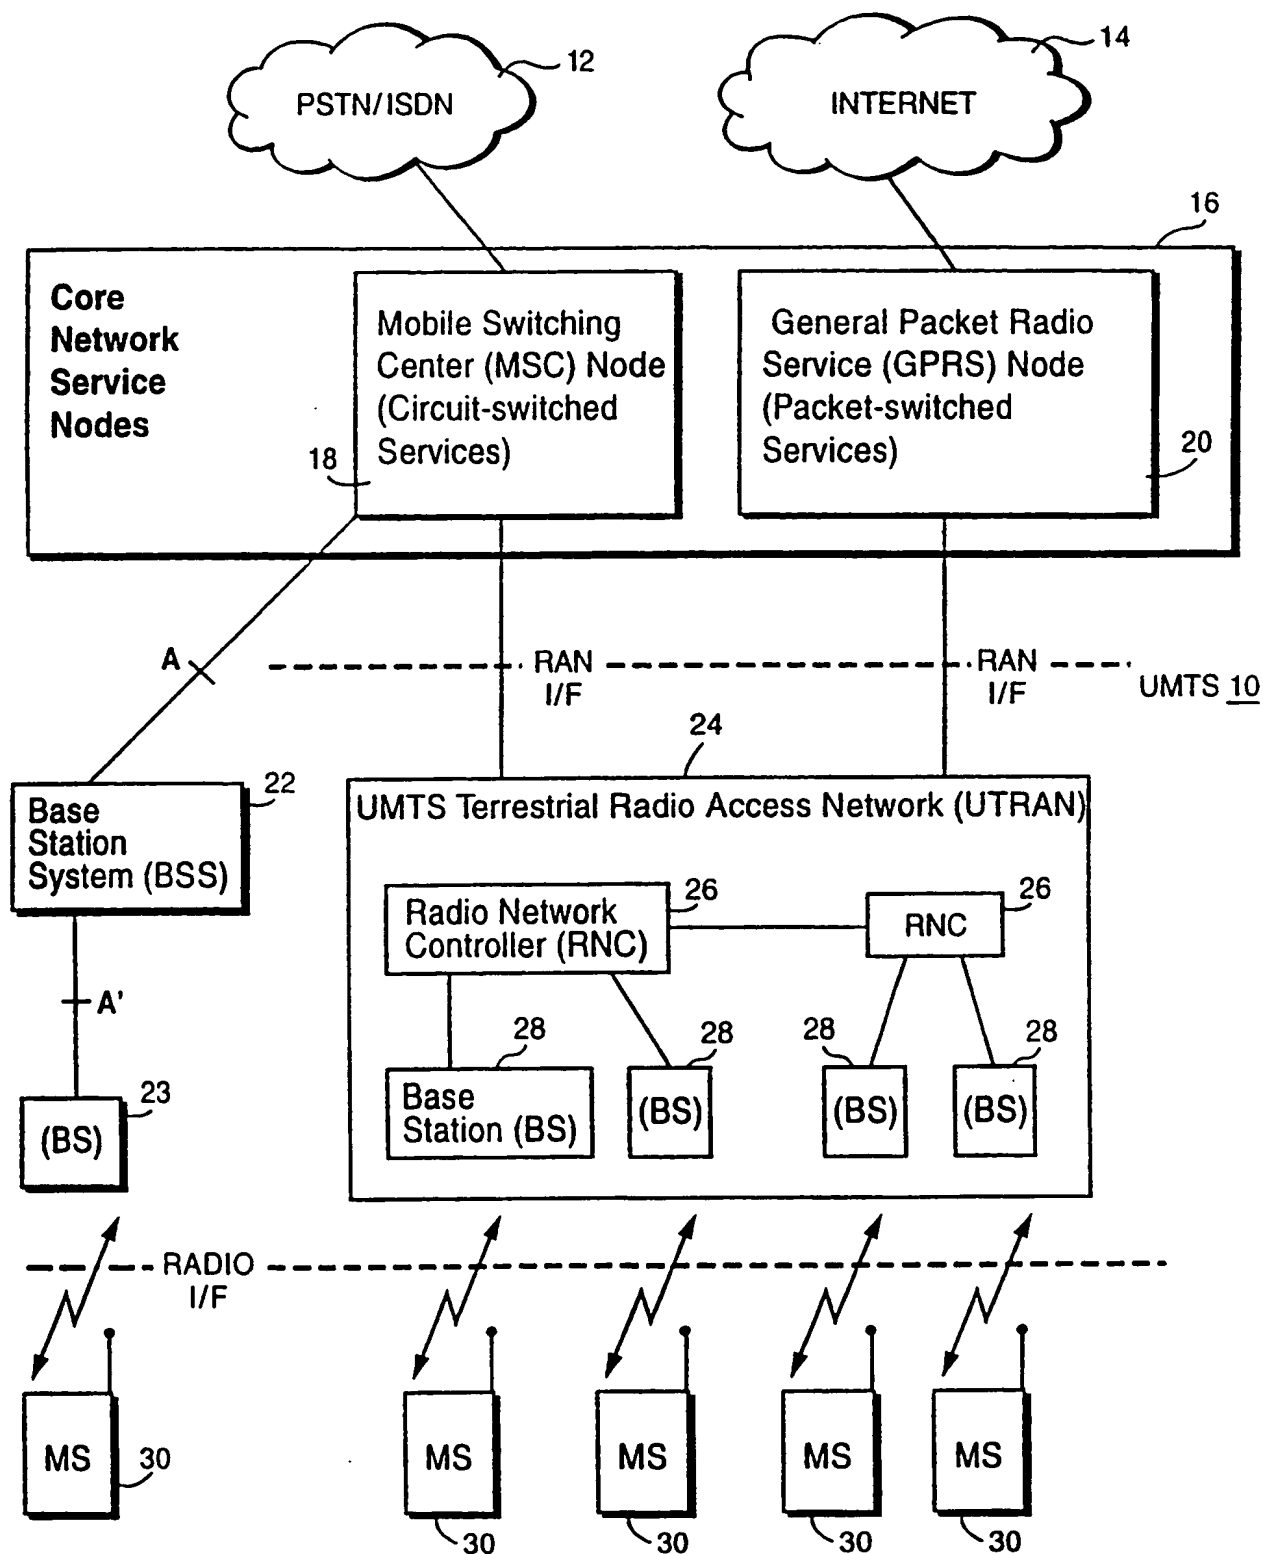 12
14
PSTN/ISDN
INTERNET
16
Core
Network
Service
Nodes
Mobile Switching
Center (MSC) Node
(Circuit-switched
Services)
18
General Packet Radio
Service (GPRS) Node
(Packet-switched
Services)
20
A
RAN
I/F
RAN
I/F
UMTS 10
24
22
Base
Station
System (BSS)
UMTS Terrestrial Radio Access Network (UTRAN)
26
Radio Network
Controller (RNC)
26
RNC
A'
28
28
28
28
23
(BS)
Base
Station (BS)
(BS)
(BS)
(BS)
RADIO
I/F
MS
30
MS
30
MS
30
MS
30
MS
30